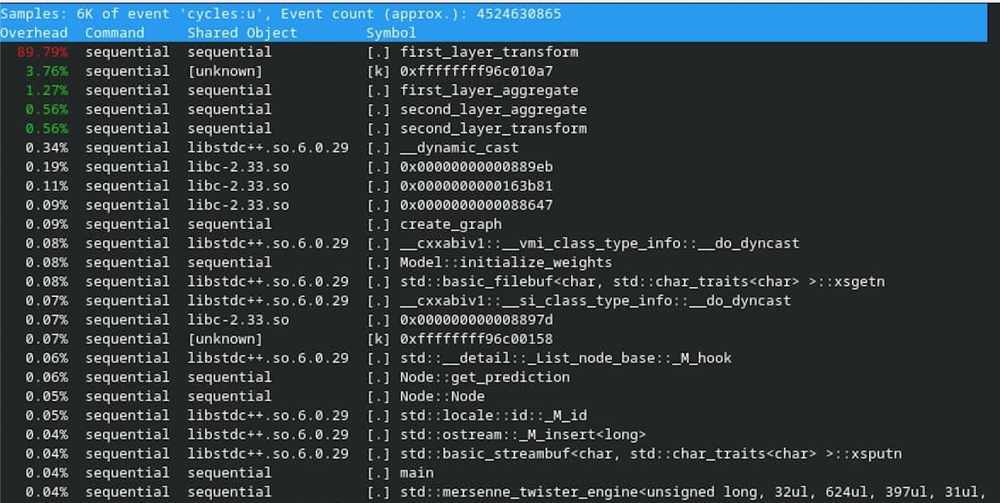 Samples: 6K of event 'cycles:u', Event count (approx.): 4524630865
Overhead  Command     Shared Object        Symbol
  89.79%  sequential  sequential           [.] first_layer_transform
   3.76%  sequential  [unknown]            [k] 0xffffffff96c010a7
   1.27%  sequential  sequential           [.] first_layer_aggregate
   0.56%  sequential  sequential           [.] second_layer_aggregate
   0.56%  sequential  sequential           [.] second_layer_transform
   0.34%  sequential  libstdc++.so.6.0.29  [.] __dynamic_cast
   0.19%  sequential  libc-2.33.so         [.] 0x00000000000889eb
   0.11%  sequential  libc-2.33.so         [.] 0x0000000000163b81
   0.09%  sequential  libc-2.33.so         [.] 0x0000000000088647
   0.09%  sequential  sequential           [.] create_graph
   0.08%  sequential  libstdc++.so.6.0.29  [.] __cxxabiv1::__vmi_class_type_info::__do_dyncast
   0.08%  sequential  sequential           [.] Model::initialize_weights
   0.08%  sequential  libstdc++.so.6.0.29  [.] std::basic_filebuf<char, std::char_traits<char> >::xsgetn
   0.07%  sequential  libstdc++.so.6.0.29  [.] __cxxabiv1::__si_class_type_info::__do_dyncast
   0.07%  sequential  libc-2.33.so         [.] 0x000000000008897d
   0.07%  sequential  [unknown]            [k] 0xffffffff96c00158
   0.06%  sequential  libstdc++.so.6.0.29  [.] std::__detail::_List_node_base::_M_hook
   0.06%  sequential  sequential           [.] Node::get_prediction
   0.05%  sequential  sequential           [.] Node::Node
   0.05%  sequential  libstdc++.so.6.0.29  [.] std::locale::id::_M_id
   0.04%  sequential  libstdc++.so.6.0.29  [.] std::ostream::_M_insert<long>
   0.04%  sequential  libstdc++.so.6.0.29  [.] std::basic_streambuf<char, std::char_traits<char> >::xsputn
   0.04%  sequential  sequential           [.] main
   0.04%  sequential  sequential           [.] std::mersenne_twister_engine<unsigned long, 32ul, 624ul, 397ul, 31ul,